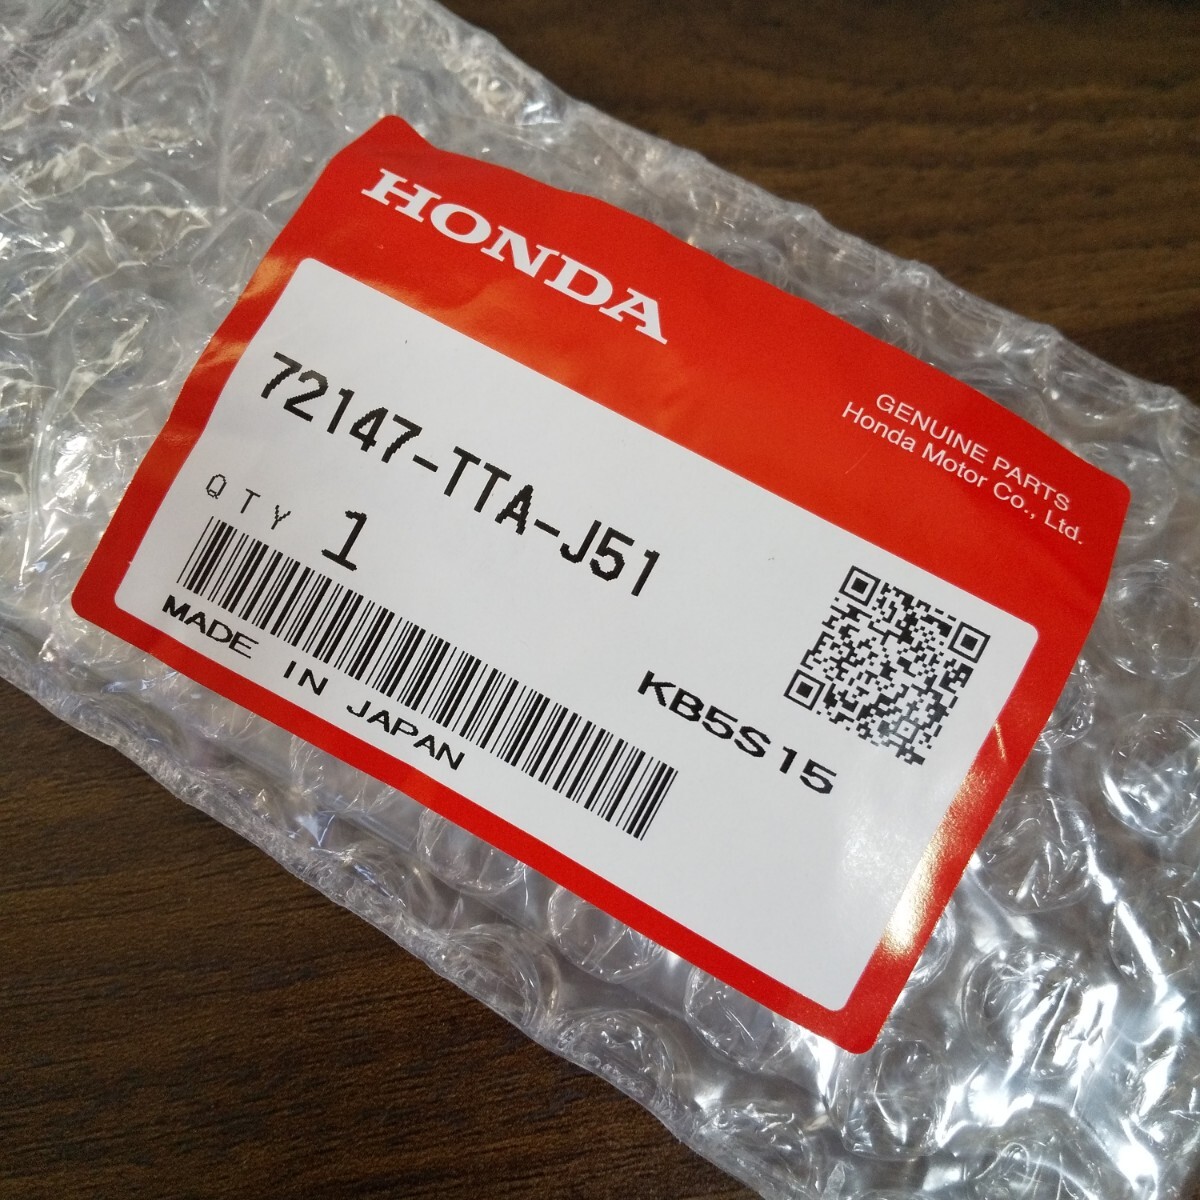 HONDA
GENUINE PARTS
Honda Motor Co., Ltd.
72147-TTA-J51
QTY 1
KB5S15
MADE IN JAPAN